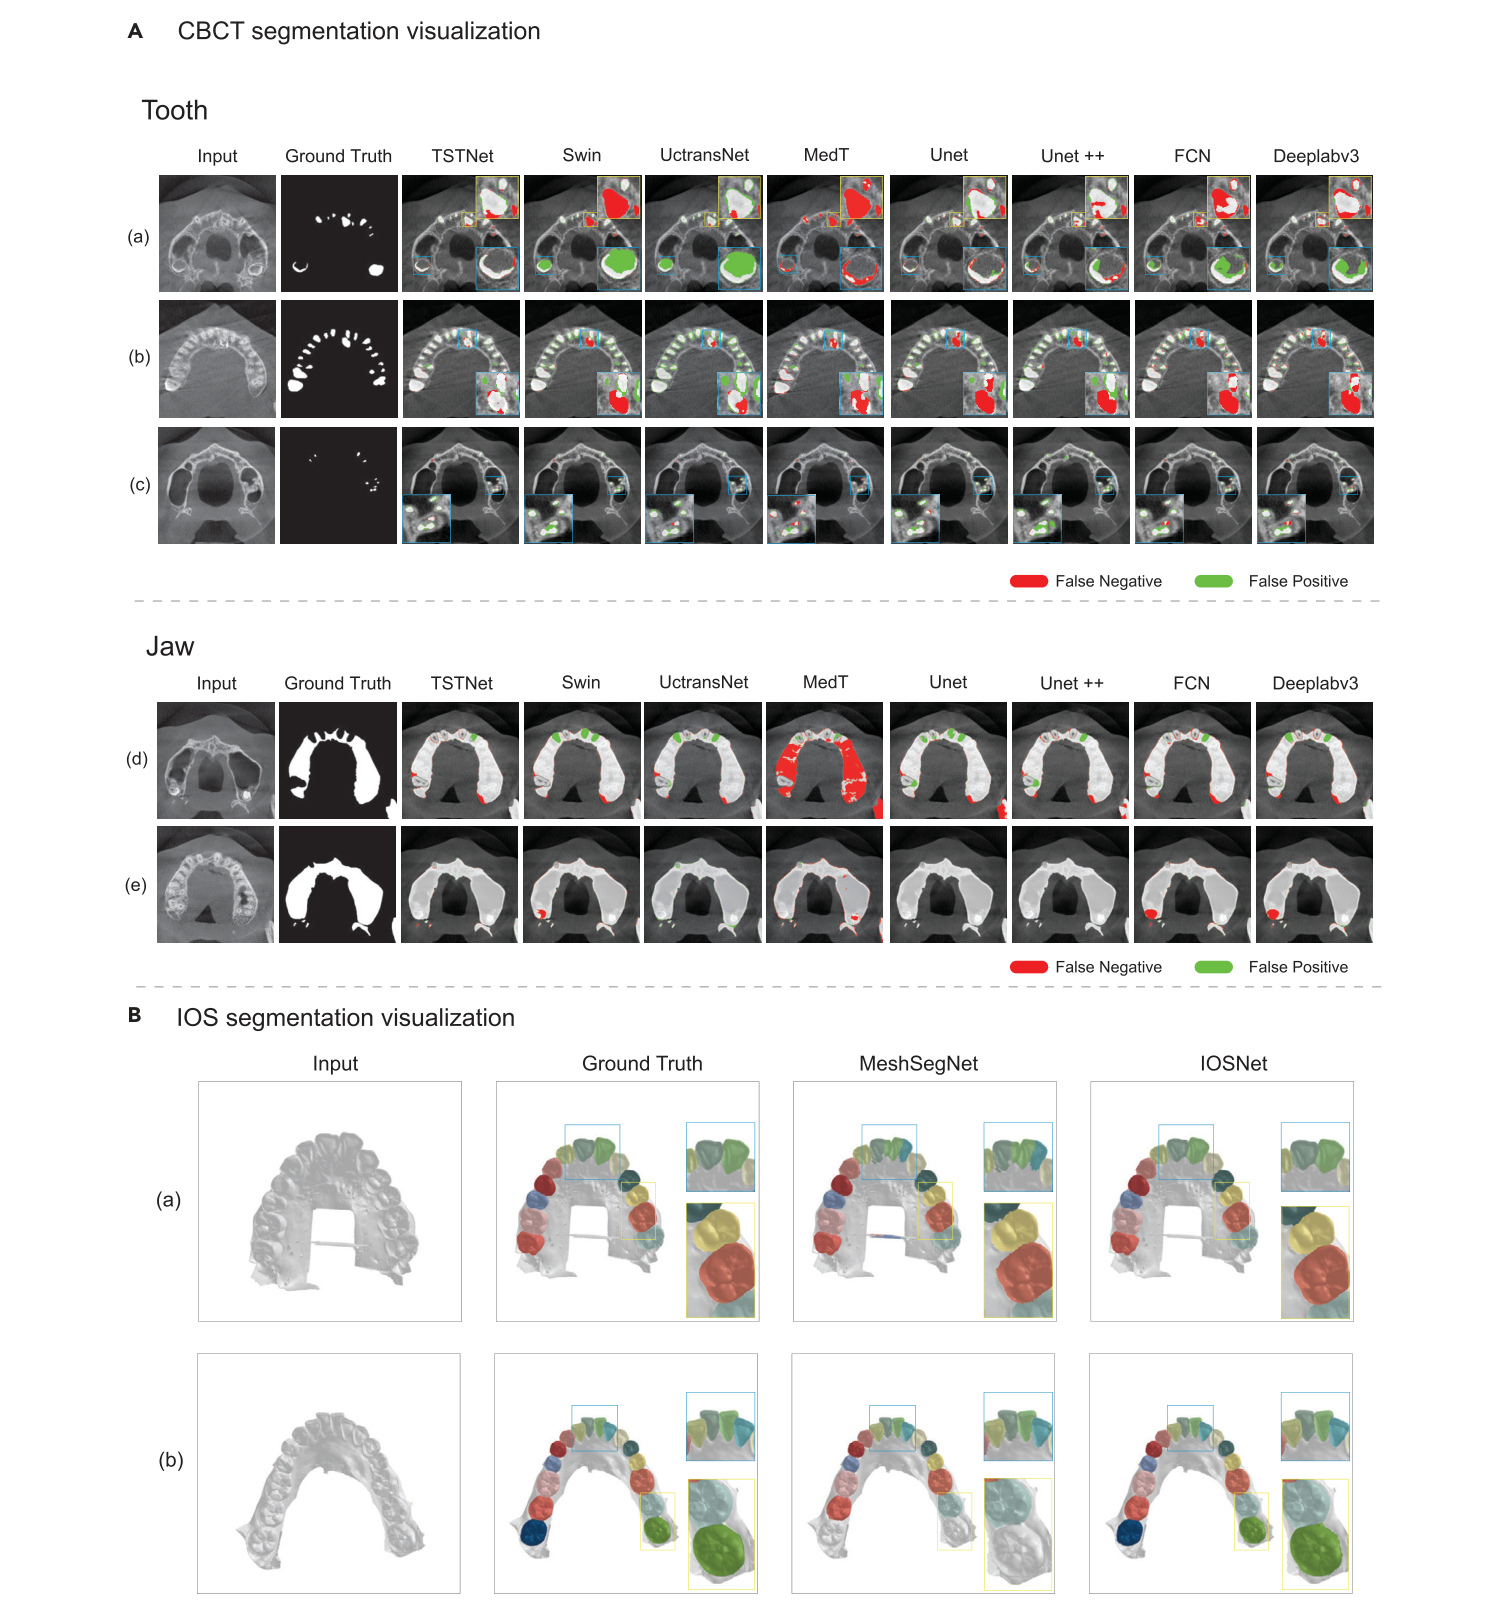 A CBCT segmentation visualization
Tooth
Input Ground Truth TSTNet Swin UctransNet MedT Unet Unet ++ FCN Deeplabv3
(a)
(b)
(c)
False Negative False Positive
Jaw
Input Ground Truth TSTNet Swin UctransNet MedT Unet Unet ++ FCN Deeplabv3
(d)
(e)
False Negative False Positive
B IOS segmentation visualization
Input Ground Truth MeshSegNet IOSNet
(a)
(b)